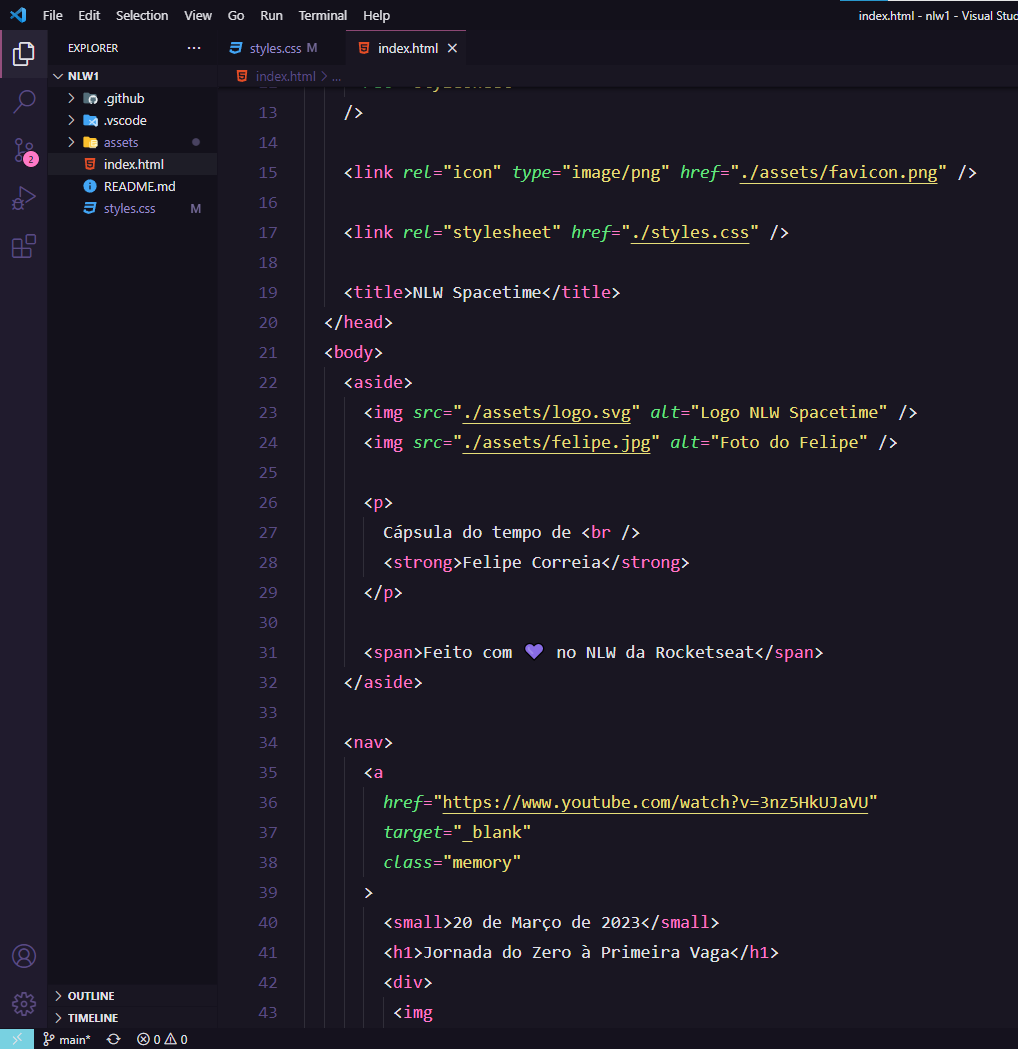 File Edit Selection View Go Run Terminal Help
index.html - nlw1 - Visual
EXPLORER
styles.css M
index.html
NLW1
index.html > ...
.github
.vscode
assets
index.html
README.md
styles.css M
2
13 />
14
15 <link rel="icon" type="image/png" href="./assets/favicon.png" />
16
17 <link rel="stylesheet" href="./styles.css" />
18
19 <title>NLW Spacetime</title>
20 </head>
21 <body>
22 <aside>
23 <img src="./assets/logo.svg" alt="Logo NLW Spacetime" />
24 <img src="./assets/felipe.jpg" alt="Foto do Felipe" />
25
26 <p>
27 Cápsula do tempo de <br />
28 <strong>Felipe Correia</strong>
29 </p>
30
31 <span>Feito com 💜 no NLW da Rocketseat</span>
32 </aside>
33
34 <nav>
35 <a
36 href="https://www.youtube.com/watch?v=3nz5HkUJaVU"
37 target="_blank"
38 class="memory"
39 >
40 <small>20 de Março de 2023</small>
41 <h1>Jornada do Zero à Primeira Vaga</h1>
42 <div>
43 <img
OUTLINE
TIMELINE
main* 0 0